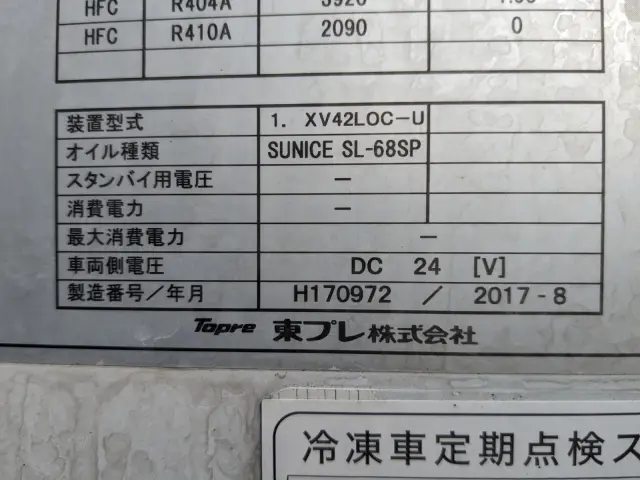 HFC R404A 3920
HFC R410A 2090 0
装置型式 1. XV42LOC-U
オイル種類 SUNICE SL-68SP
スタンバイ用電圧 －
消費電力 －
最大消費電力 －
車両側電圧 DC 24 [V]
製造番号／年月 H170972 / 2017-8
Topre 東プレ株式会社
冷凍車定期点検ス